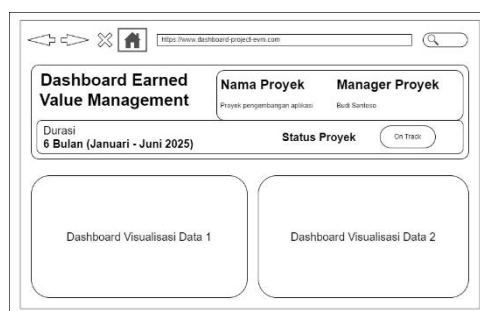 https://www.dashboard-project-evm.com
Dashboard Earned
Value Management
Nama Proyek
Manager Proyek
Proyek pengembangan aplikasi
Budi Santoso
Durasi
6 Bulan (Januari - Juni 2025)
Status Proyek
On Track
Dashboard Visualisasi Data 1
Dashboard Visualisasi Data 2